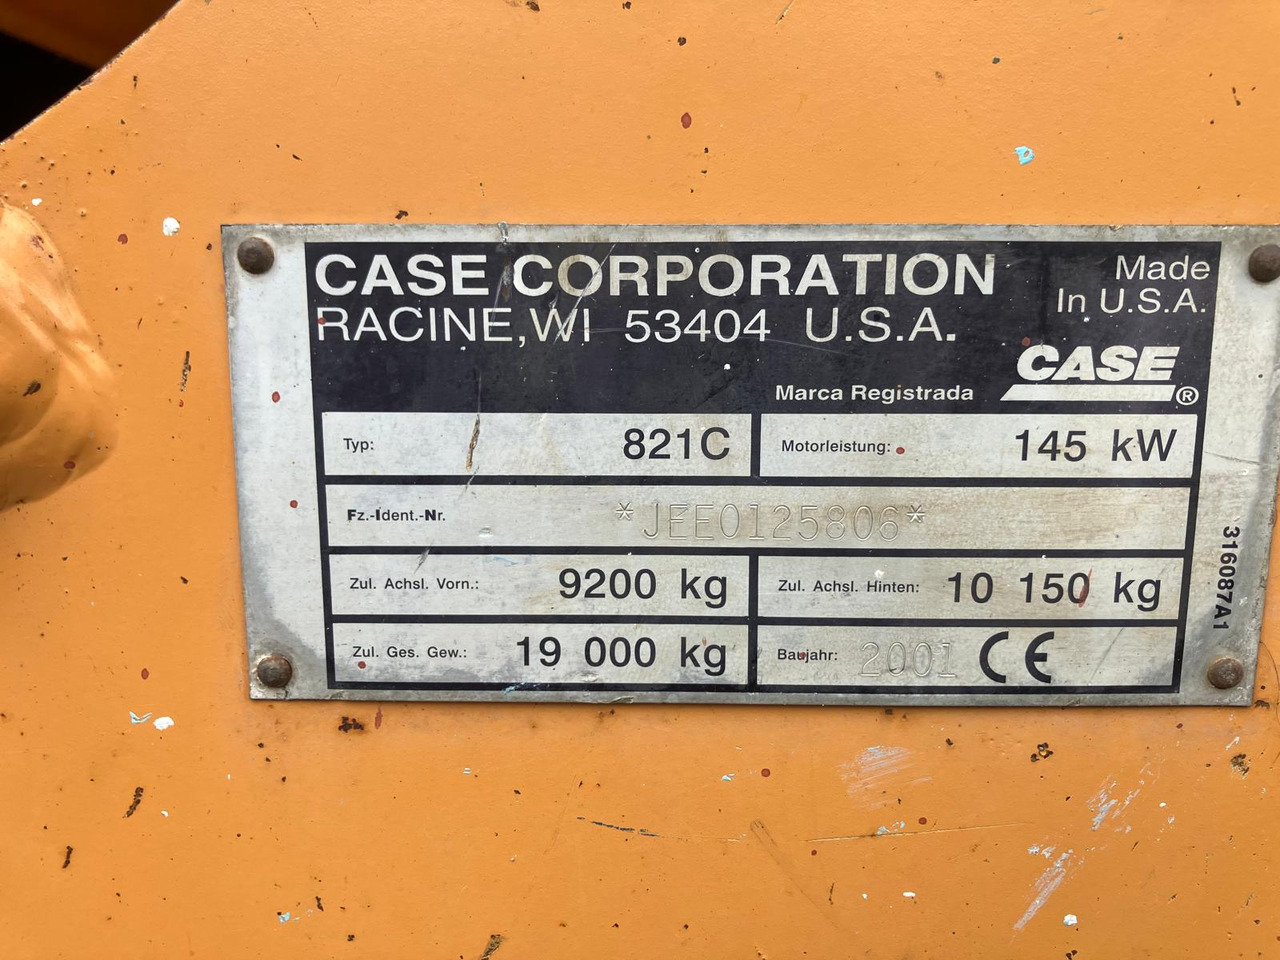 CASE CORPORATION
RACINE, WI 53404 U.S.A.
Made
In U.S.A.
CASE ®
Marca Registrada
Typ: 821C
Motorleistung: 145 kW
Fz.-Ident.-Nr. *JEE0125806*
Zul. Achsl. Vorn.: 9200 kg
Zul. Achsl. Hinten: 10 150 kg
Zul. Ges. Gew.: 19 000 kg
Baujahr: 2001 CE
316087A1